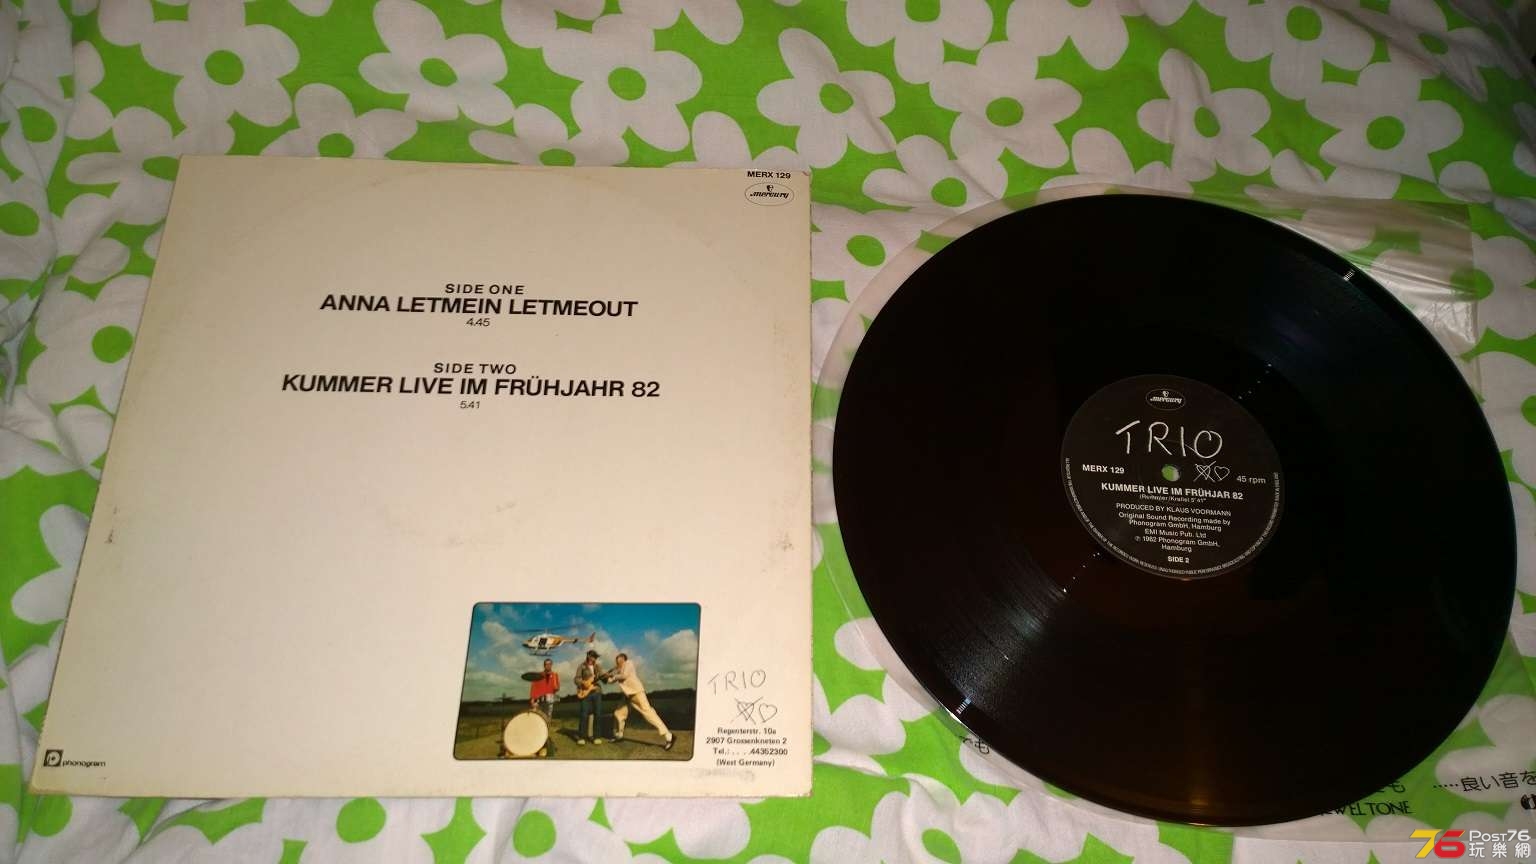 MERX 129
mercury
SIDE ONE
ANNA LETMEIN LETMEOUT
4.45
SIDE TWO
KUMMER LIVE IM FRÜHJAHR 82
5.41
TRIO
Regenterstr. 10a
2907 Grossenkneten 2
Tel.:. . . .44352300
(West Germany)
phonogram
mercury
TRIO
MERX 129
45 rpm
KUMMER LIVE IM FRÜHJAR 82
PRODUCED BY KLAUS VOORMANN
Original Sound Recording made by
Phonogram GmbH, Hamburg
EMI Music Pub. Ltd
℗ 1982 Phonogram GmbH,
Hamburg
SIDE 2
.....良い音を
76 Post76
玩樂網